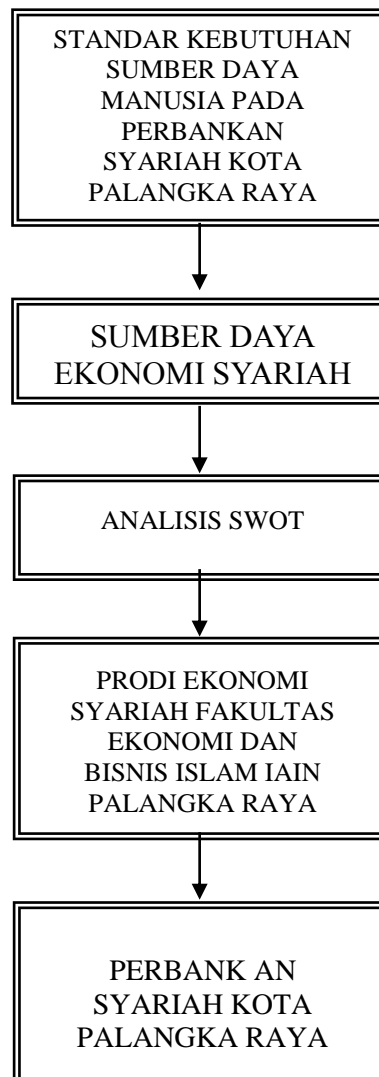 STANDAR KEBUTUHAN
SUMBER DAYA
MANUSIA PADA
PERBANKAN
SYARIAH KOTA
PALANGKA RAYA
SUMBER DAYA
EKONOMI SYARIAH
ANALISIS SWOT
PRODI EKONOMI
SYARIAH FAKULTAS
EKONOMI DAN
BISNIS ISLAM IAIN
PALANGKA RAYA
PERBANK AN
SYARIAH KOTA
PALANGKA RAYA